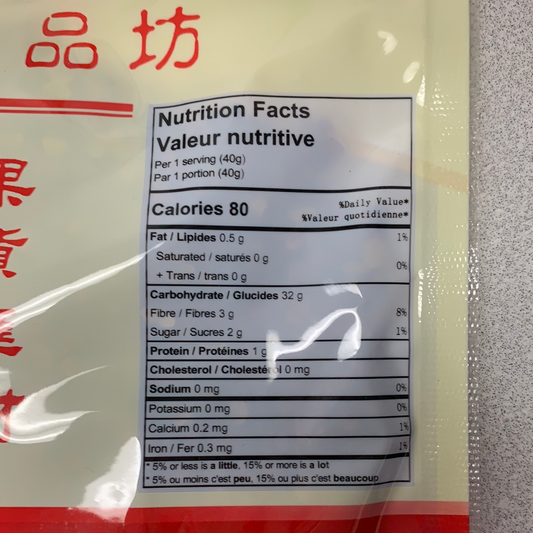 品坊
果
貨
Nutrition Facts
Valeur nutritive
Per 1 serving (40g)
Par 1 portion (40g)
Calories 80
%Daily Value*
%Valeur quotidienne*
Fat / Lipides 0.5 g 1%
Saturated / saturés 0 g
+ Trans / trans 0 g
0%
Carbohydrate / Glucides 32 g
Fibre / Fibres 3 g 8%
Sugar / Sucres 2 g 1%
Protein / Protéines 1 g
Cholesterol / Cholestérol 0 mg
Sodium 0 mg 0%
Potassium 0 mg 0%
Calcium 0.2 mg 1%
Iron / Fer 0.3 mg 1%
* 5% or less is a little, 15% or more is a lot
* 5% ou moins c'est peu, 15% ou plus c'est beaucoup